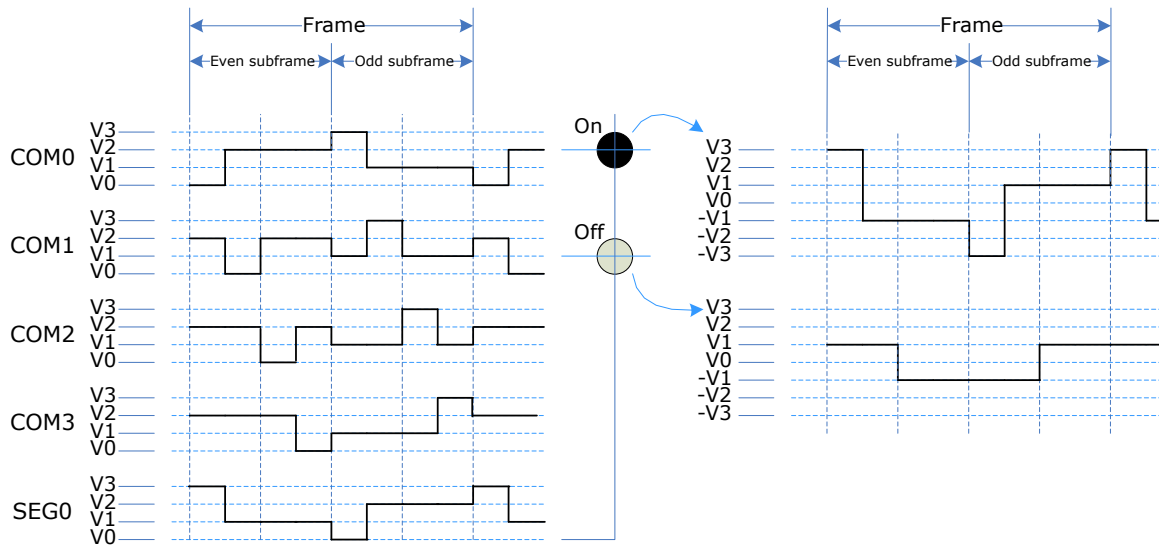 Frame
Even subframe
Odd subframe
COM0
V3
V2
V1
V0
COM1
V3
V2
V1
V0
COM2
V3
V2
V1
V0
COM3
V3
V2
V1
V0
SEG0
V3
V2
V1
V0
On
Off
Frame
Even subframe
Odd subframe
V3
V2
V1
V0
-V1
-V2
-V3
V3
V2
V1
V0
-V1
-V2
-V3